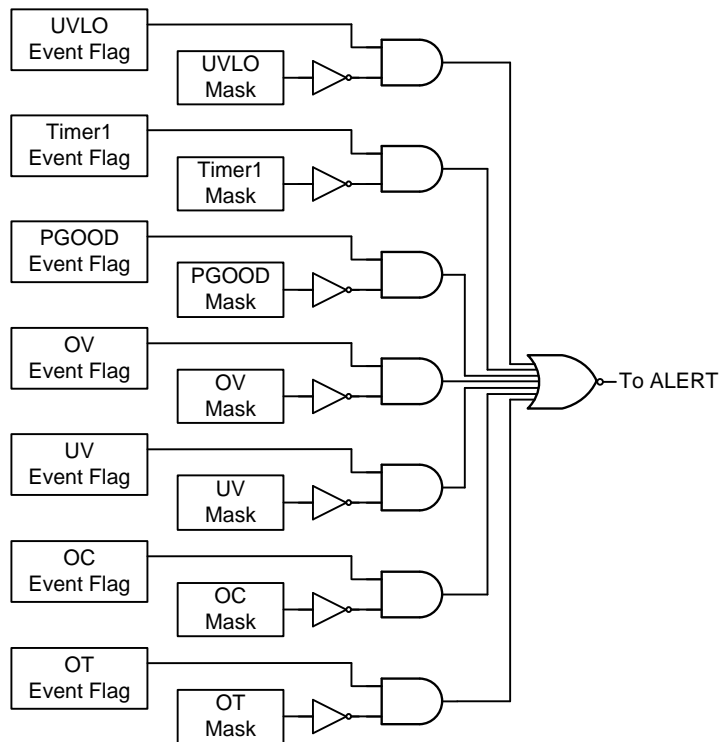 UVLO
Event Flag
UVLO
Mask
Timer1
Event Flag
Timer1
Mask
PGOOD
Event Flag
PGOOD
Mask
OV
Event Flag
OV
Mask
To ALERT
UV
Event Flag
UV
Mask
OC
Event Flag
OC
Mask
OT
Event Flag
OT
Mask